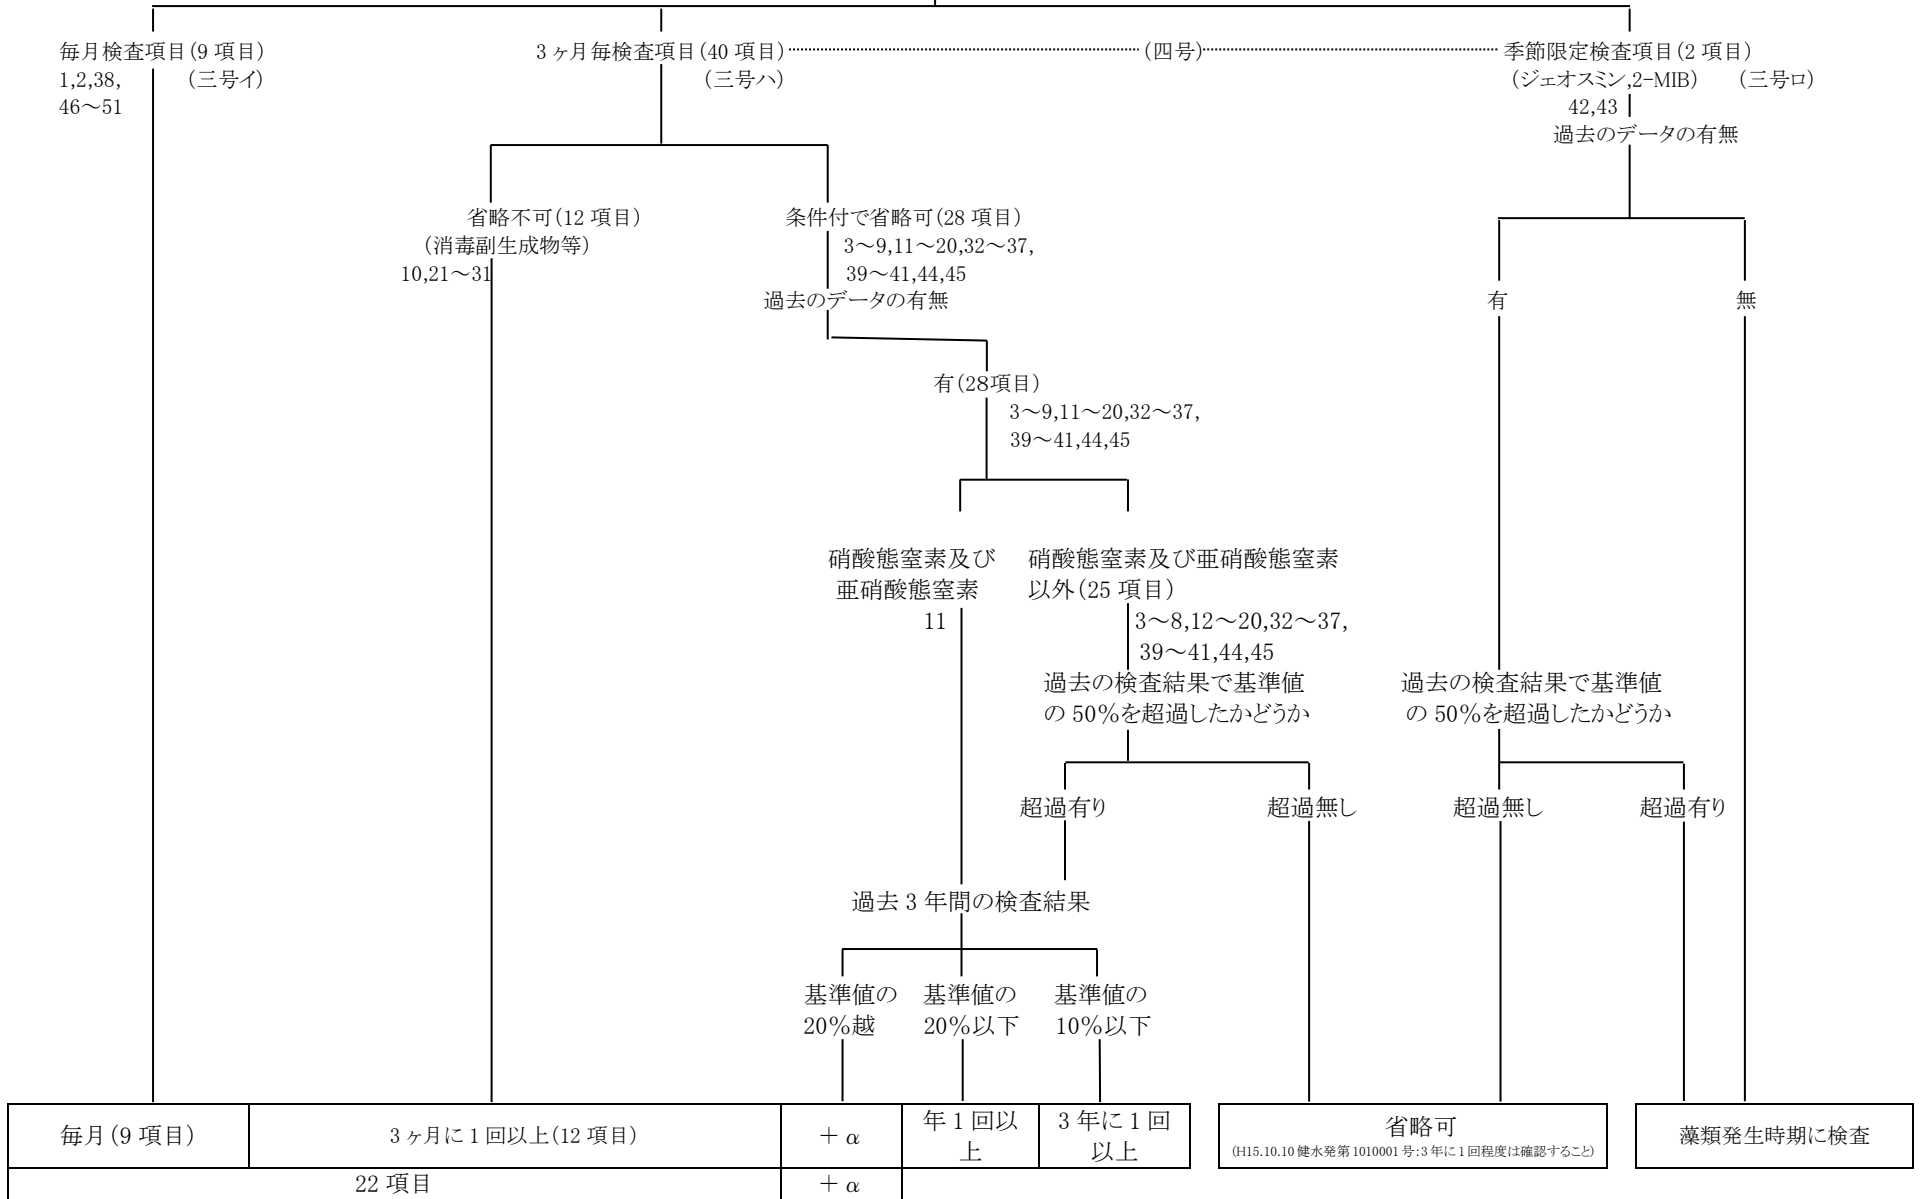 毎月検査項目(9 項目)
1,2,38,
(三号イ)
46～51
3 ヶ月毎検査項目(40 項目)
(三号ハ)
(四号)
季節限定検査項目(2 項目)
(ジェオスミン,2-MIB)
(三号ロ)
42,43
過去のデータの有無
省略不可(12 項目)
(消毒副生成物等)
10,21～31
条件付で省略可(28 項目)
3～9,11～20,32～37,
39～41,44,45
過去のデータの有無
有
無
有(28項目)
3～9,11～20,32～37,
39～41,44,45
硝酸態窒素及び
亜硝酸態窒素
11
硝酸態窒素及び亜硝酸態窒素
以外(25 項目)
3～8,12～20,32～37,
39～41,44,45
過去の検査結果で基準値
の 50%を超過したかどうか
過去の検査結果で基準値
の 50%を超過したかどうか
超過有り
超過無し
超過無し
超過有り
過去 3 年間の検査結果
基準値の
20%越
基準値の
20%以下
基準値の
10%以下
毎月(9 項目)
3 ヶ月に 1 回以上(12 項目)
＋α
年 1 回以
上
3 年に 1 回
以上
省略可
(H15.10.10 健水発第 1010001 号:3 年に 1 回程度は確認すること)
藻類発生時期に検査
22 項目
＋α